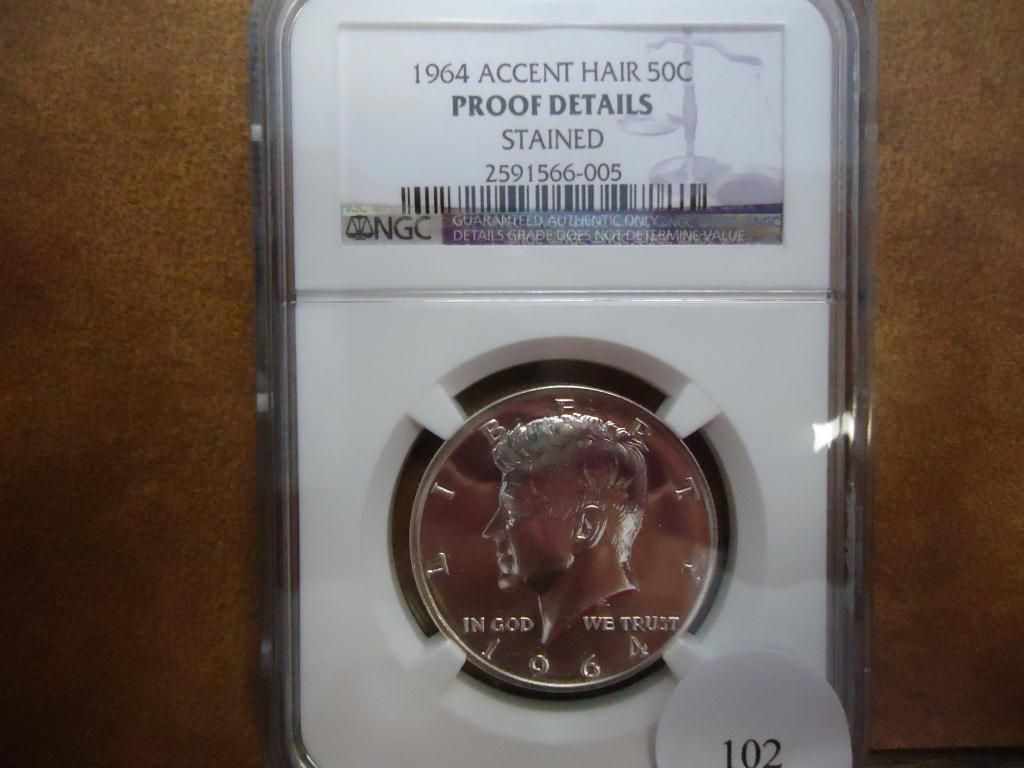 1964 ACCENT HAIR 50C
PROOF DETAILS
STAINED
2591566-005
NGC
GUARANTEED AUTHENTIC ONLY
DETAILS GRADE DOES NOT DETERMINE VALUE
LIBERTY
IN GOD WE TRUST
1964
102